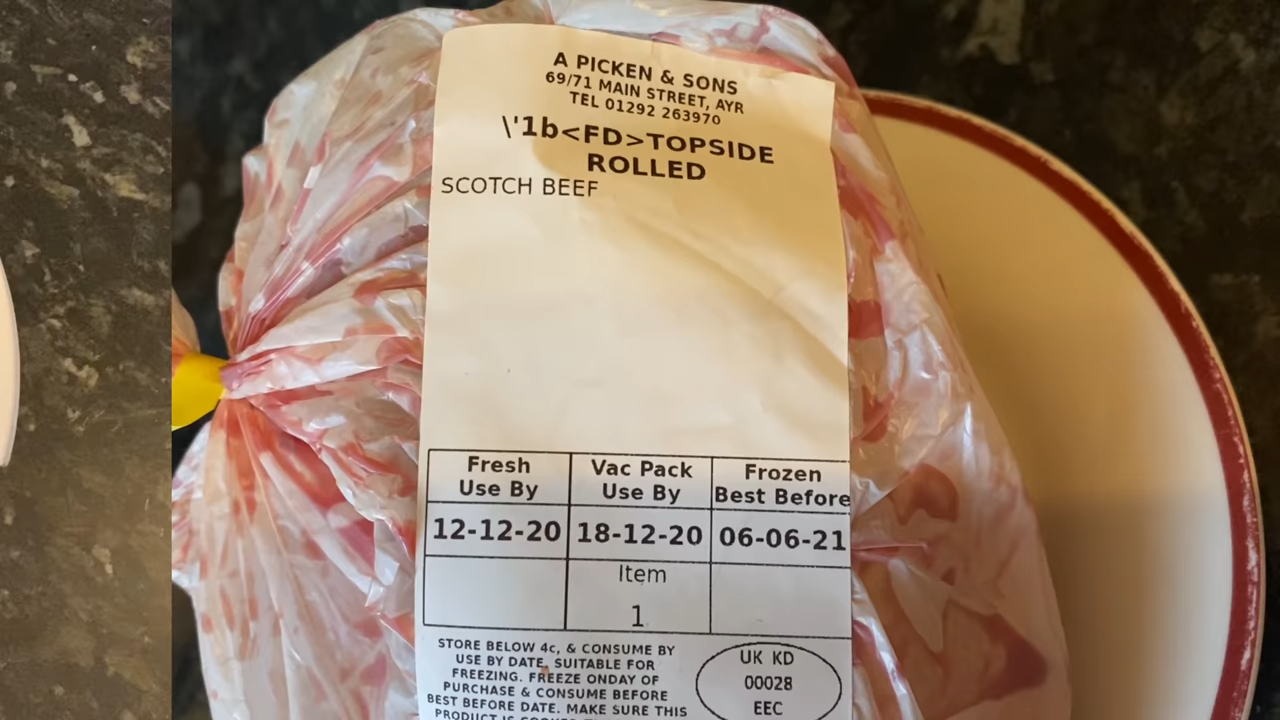 A PICKEN & SONS
69/71 MAIN STREET, AYR
TEL 01292 263970
\'1b<FD>TOPSIDE
ROLLED
SCOTCH BEEF
Fresh Use By Vac Pack Use By Frozen Best Before
12-12-20 18-12-20 06-06-21
Item
1
STORE BELOW 4c, & CONSUME BY
USE BY DATE, SUITABLE FOR
FREEZING. FREEZE ONDAY OF
PURCHASE & CONSUME BEFORE
BEST BEFORE DATE. MAKE SURE THIS
PRODUCT IS
UK KD
00028
EEC